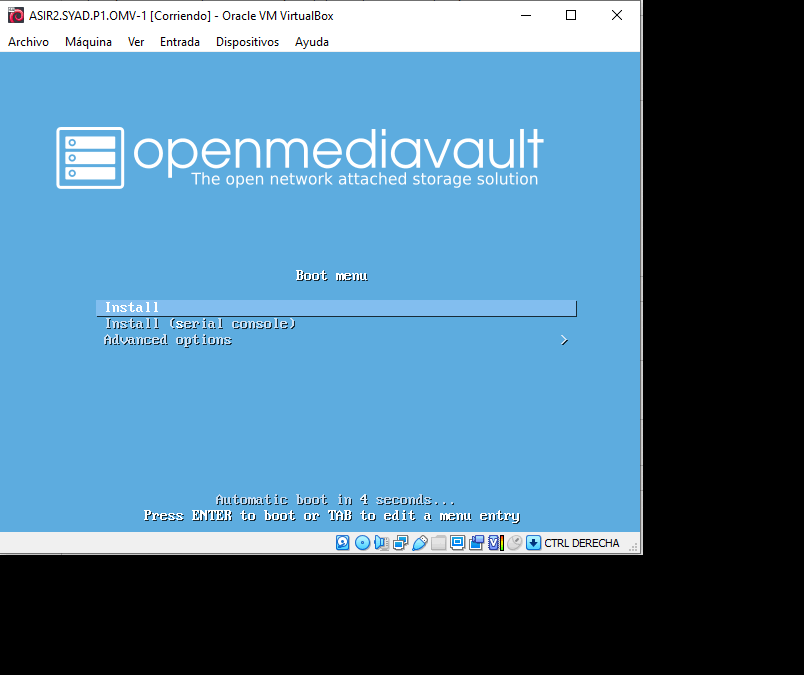 ASIR2.SYAD.P1.OMV-1 [Corriendo] - Oracle VM VirtualBox
Archivo Máquina Ver Entrada Dispositivos Ayuda
openmediavault
The open network attached storage solution
Boot menu
Install
Install (serial console)
Advanced options >
Automatic boot in 4 seconds...
Press ENTER to boot or TAB to edit a menu entry
CTRL DERECHA